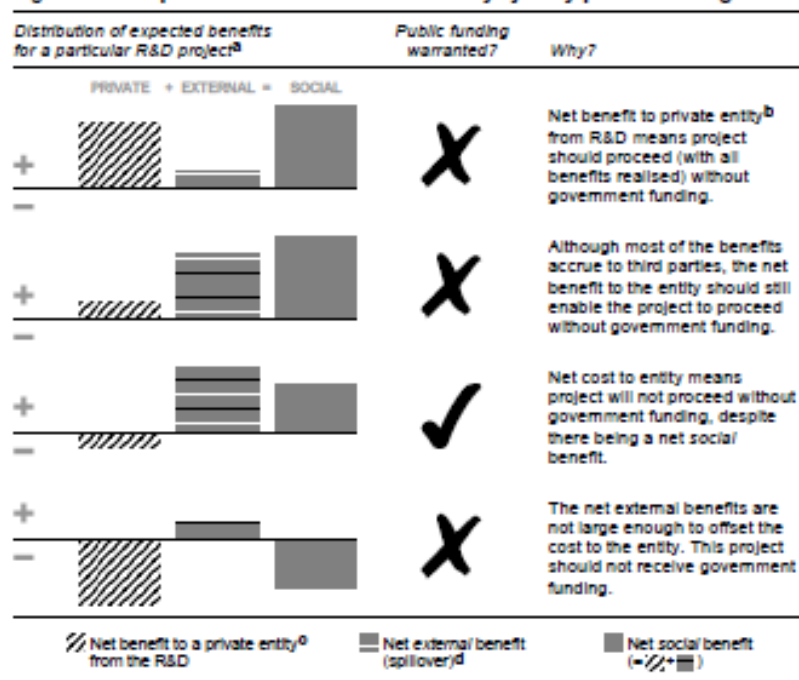 Distribution of expected benefits
for a particular R&D projecta
Public funding
warranted?
Why?
PRIVATE + EXTERNAL = SOCIAL
+
−
Net benefit to private entityb
from R&D means project
should proceed (with all
benefits realised) without
government funding.
+
−
Although most of the benefits
accrue to third parties, the net
benefit to the entity should still
enable the project to proceed
without government funding.
+
−
Net cost to entity means
project will not proceed without
government funding, despite
there being a net social
benefit.
+
−
The net external benefits are
not large enough to offset the
cost to the entity. This project
should not receive government
funding.
Net benefit to a private entityc
from the R&D
Net external benefit
(spillover)d
Net social benefit
(= + )